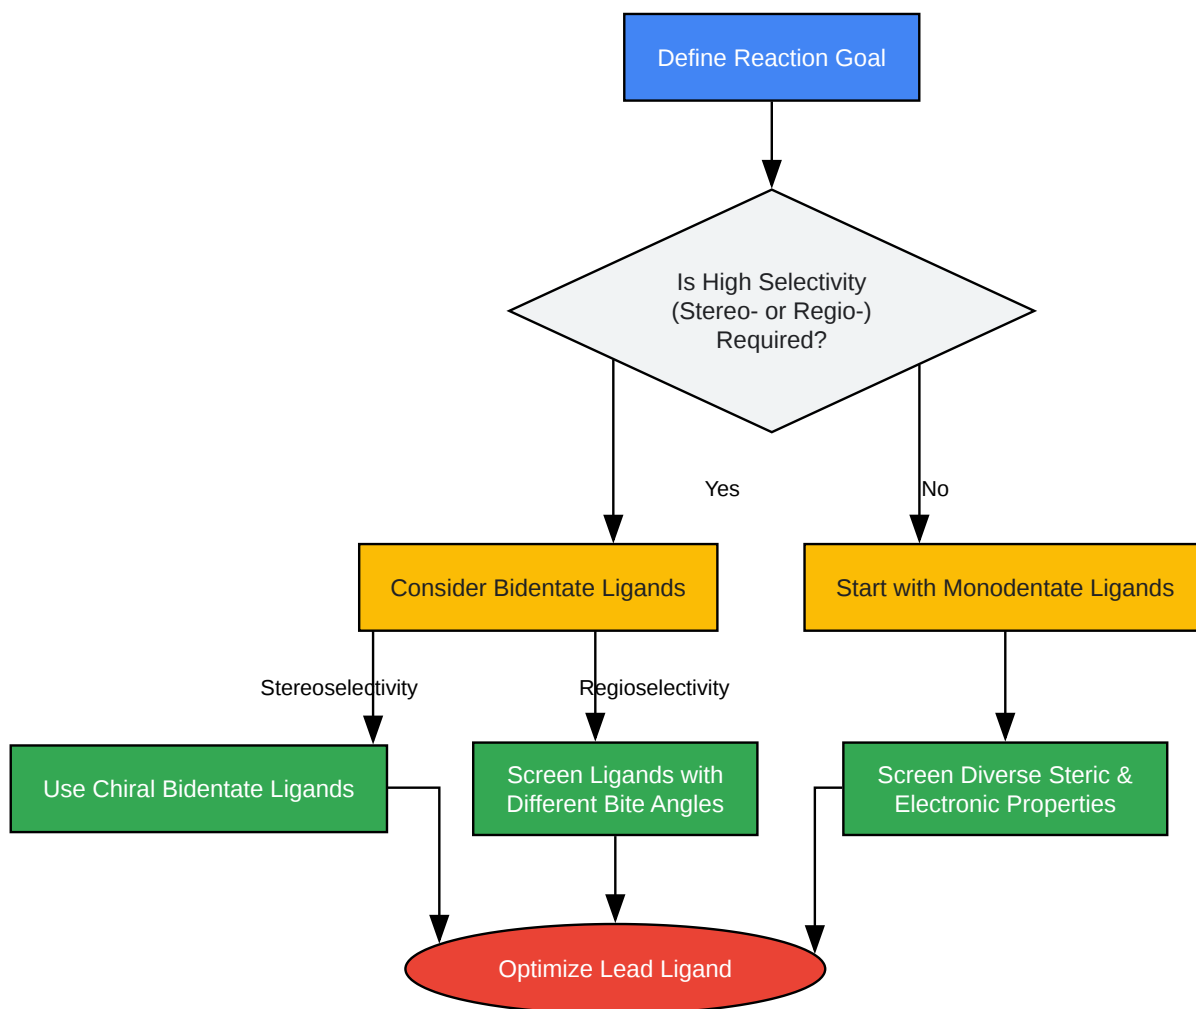 Define Reaction Goal
Is High Selectivity
(Stereo- or Regio-)
Required?
Yes
No
Consider Bidentate Ligands
Start with Monodentate Ligands
Stereoselectivity
Regioselectivity
Use Chiral Bidentate Ligands
Screen Ligands with
Different Bite Angles
Screen Diverse Steric &
Electronic Properties
Optimize Lead Ligand